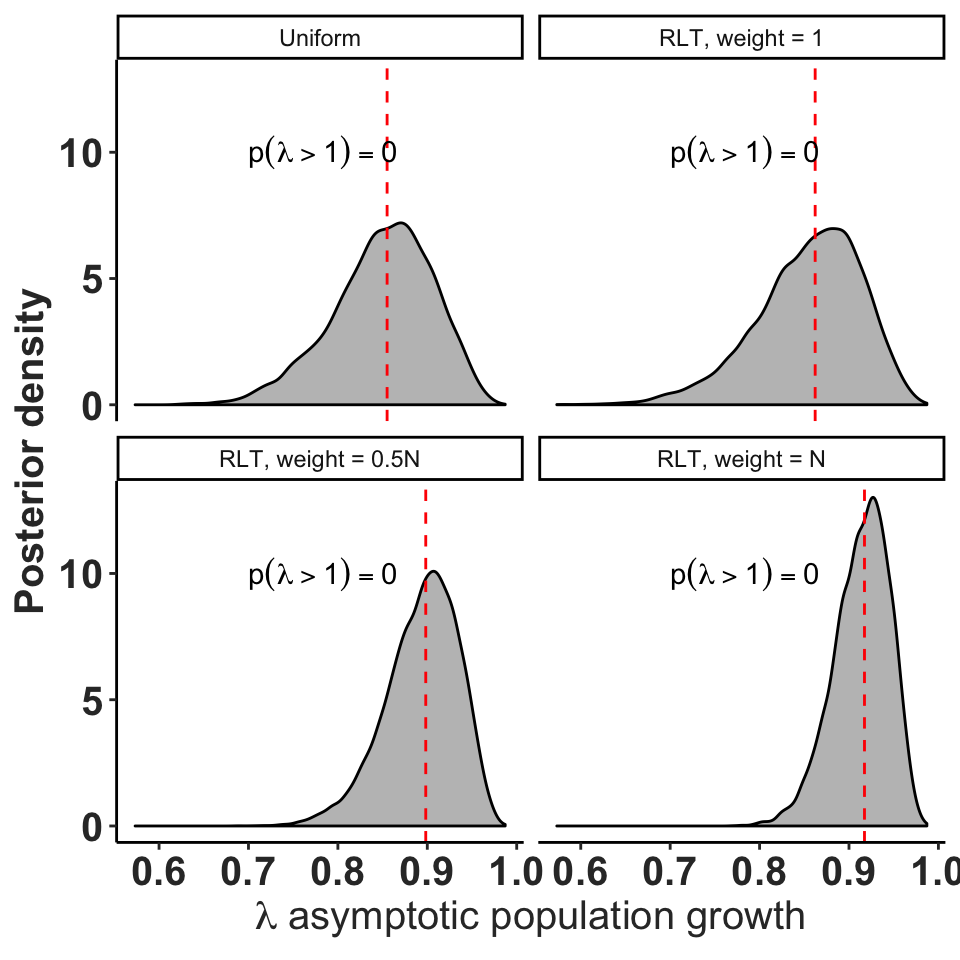 Uniform
RLT, weight = 1
p(λ > 1) = 0
p(λ > 1) = 0
10
5
0
RLT, weight = 0.5N
RLT, weight = N
p(λ > 1) = 0
p(λ > 1) = 0
10
5
0
Posterior density
0.6 0.7 0.8 0.9 1.0 0.6 0.7 0.8 0.9 1.0
λ asymptotic population growth